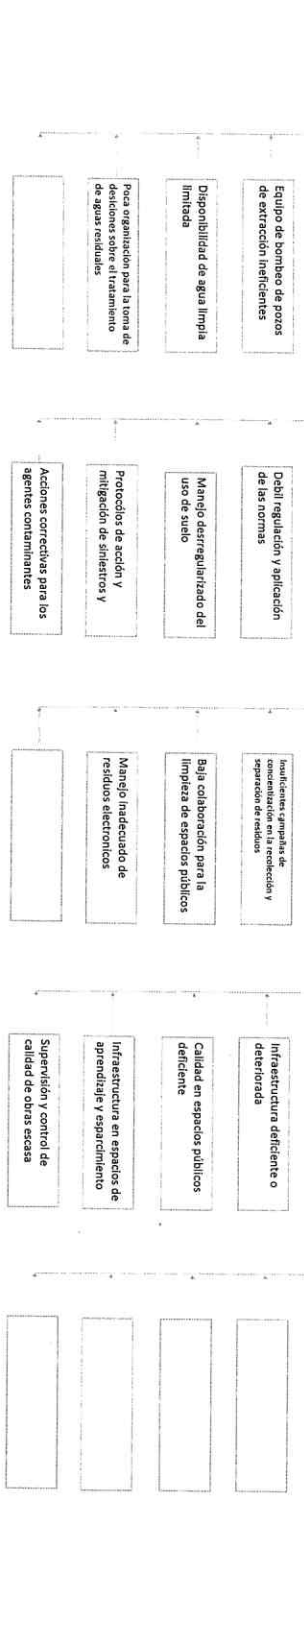 Equipo de bombeo de pozos
de extracción ineficientes
Disponibilidad de agua limpia
limitada
Poca organización para la toma de
desiciones sobre el tratamiento
de aguas residuales
Debil regulación y aplicación
de las normas
Manejo desrregularizado del
uso de suelo
Protocólos de acción y
mitigación de siniestros y
Acciones correctivas para los
agentes contaminantes
Insuficientes campañas de
concientización en la recolección y
separación de residuos
Baja colaboración para la
limpieza de espacios públicos
Manejo inadecuado de
residuos electronicos
Infraestructura deficiente o
deteriorada
Calidad en espacios públicos
deficiente
Infraestructura en espacios de
aprendizaje y esparcimiento
Supervisión y control de
calidad de obras escasa